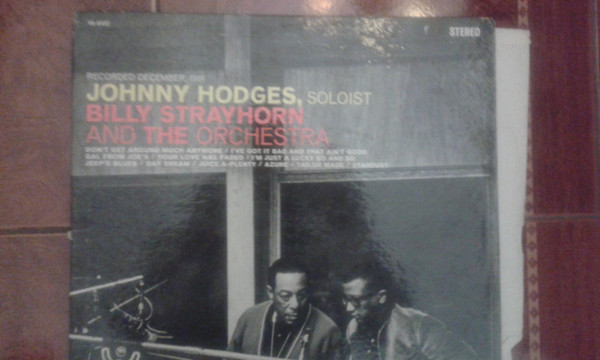 STEREO
RECORDED DECEMBER, 1961
JOHNNY HODGES, SOLOIST
BILLY STRAYHORN
AND THE ORCHESTRA
DON'T GET AROUND MUCH ANYMORE / I'VE GOT IT BAD AND THAT AIN'T GOOD
GAL FROM JOE'S / YOUR LOVE HAS FADED / I'M JUST A LUCKY SO AND SO
JEEP'S BLUES / DAY DREAM / JUICE A-PLENTY / AZURE / TAILOR MADE / STARDUST